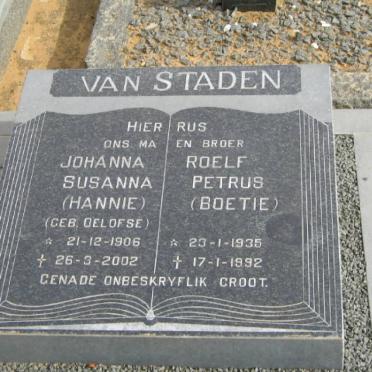 VAN STADEN
HIER RUS
ONS MA EN BROER
JOHANNA ROELF
SUSANNA PETRUS
(HANNIE) (BOETIE)
(GEB. OELOFSE)
☆ 21-12-1906 ☆ 23-1-1935
† 26-3-2002 † 17-1-1992
GENADE ONBESKRYFLIK GROOT.